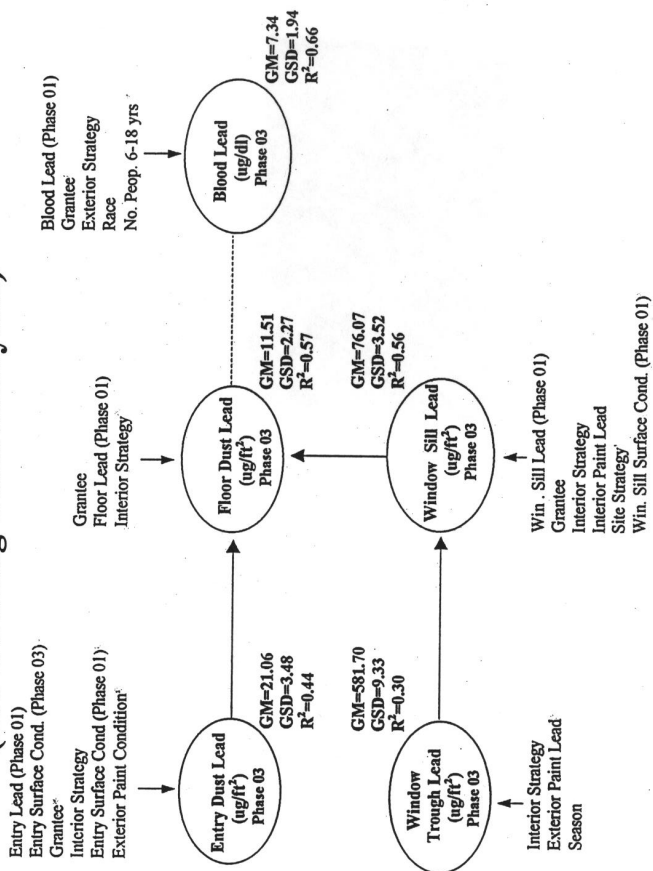 Entry Lead (Phase 01)
Entry Surface Cond. (Phase 03)
Grantee
Interior Strategy
Entry Surface Cond (Phase 01)
Exterior Paint Condition
Entry Dust Lead
(ug/ft²)
Phase 03
GM=21.06
GSD=3.48
R²=0.44
Grantee
Floor Lead (Phase 01)
Interior Strategy
Floor Dust Lead
(ug/ft²)
Phase 03
GM=11.51
GSD=2.27
R²=0.57
Blood Lead (Phase 01)
Grantee
Exterior Strategy
Race
No. Peop. 6-18 yrs
Blood Lead
(ug/dl)
Phase 03
GM=7.34
GSD=1.94
R²=0.66
Window
Trough Lead
(ug/ft²)
Phase 03
GM=581.70
GSD=9.33
R²=0.30
Interior Strategy
Exterior Paint Lead
Season
Window Sill Lead
(ug/ft²)
Phase 03
GM=76.07
GSD=3.52
R²=0.56
Win. Sill Lead (Phase 01)
Grantee
Interior Strategy
Interior Paint Lead
Site Strategy
Win. Sill Surface Cond. (Phase 01)